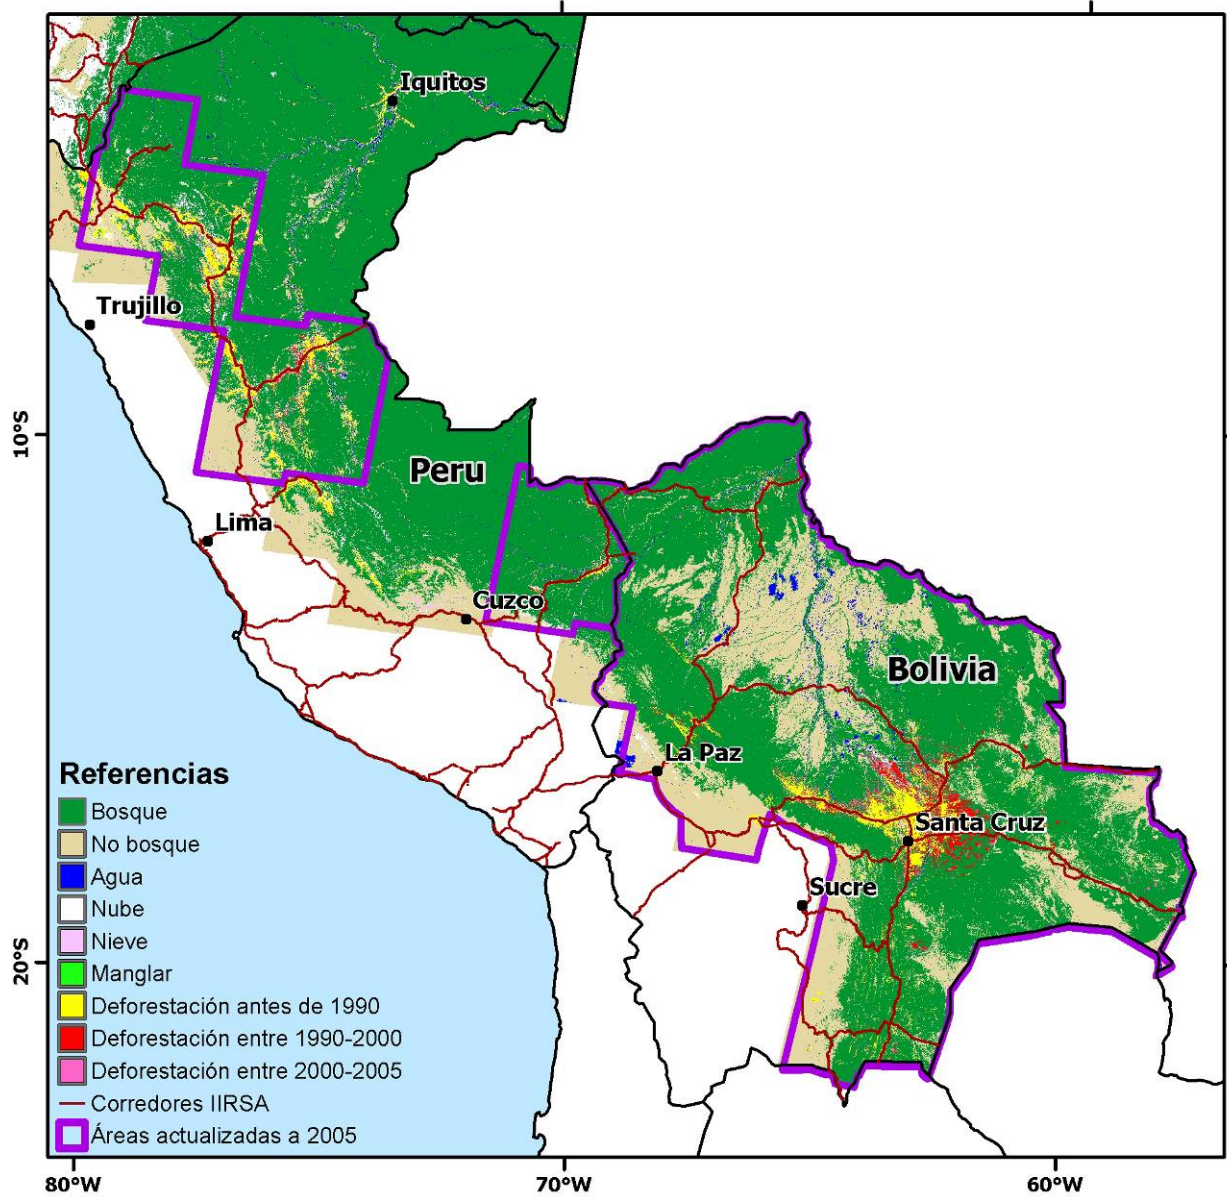 Iquitos
Trujillo
10°S
Peru
Lima
Cuzco
Bolivia
La Paz
Santa Cruz
Sucre
20°S
Referencias
Bosque
No bosque
Agua
Nube
Nieve
Manglar
Deforestación antes de 1990
Deforestación entre 1990-2000
Deforestación entre 2000-2005
Corredores IIRSA
Áreas actualizadas a 2005
80°W
70°W
60°W